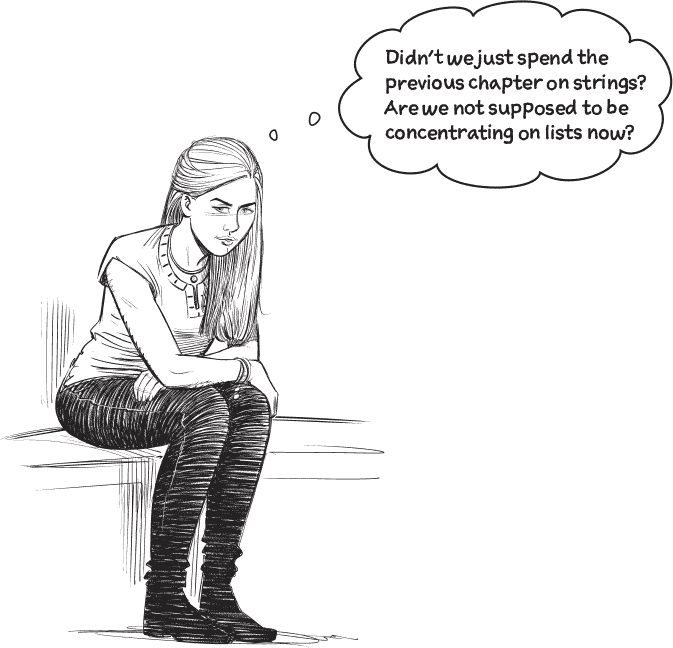 Didn't we just spend the
previous chapter on strings?
Are we not supposed to be
concentrating on lists now?